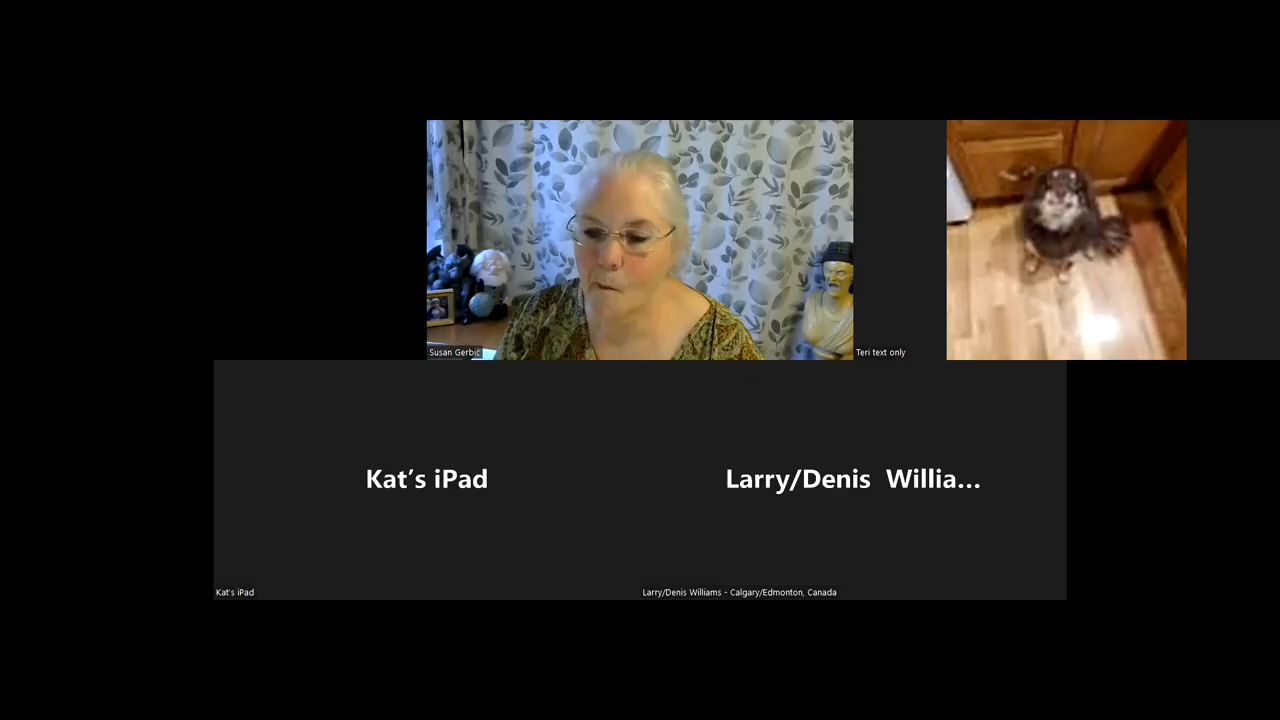 Susan Gerbic
Teri text only
Kat’s iPad
Larry/Denis  Willia...
Kat's iPad
Larry/Denis Williams - Calgary/Edmonton, Canada